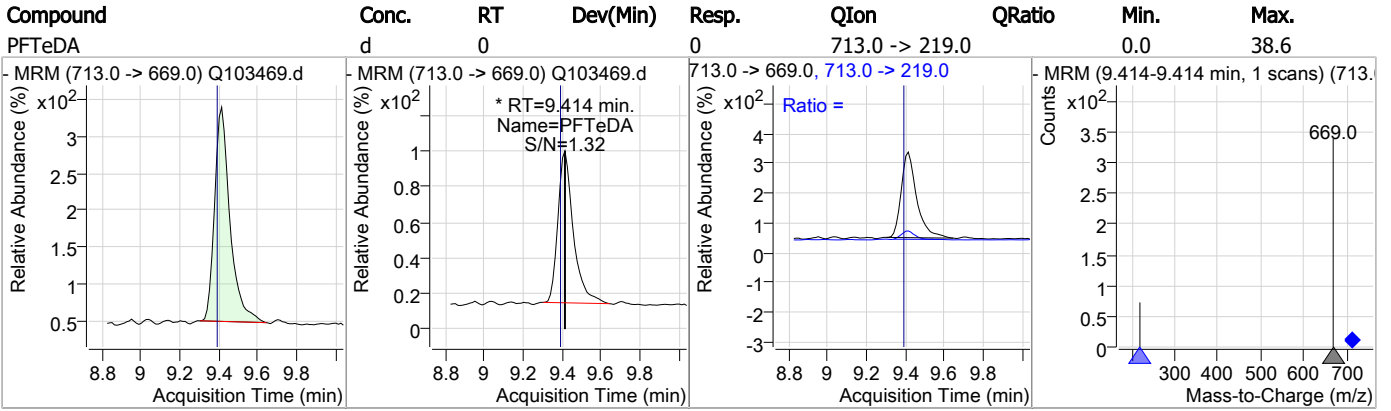 Compound Conc. RT Dev(Min) Resp. QIon QRatio Min. Max.
PFTeDA d 0 0 713.0 -> 219.0 0.0 38.6
- MRM (713.0 -> 669.0) Q103469.d
x10²
Relative Abundance (%)
3
2.5
2
1.5
1
0.5
8.8 9 9.2 9.4 9.6 9.8
Acquisition Time (min)
- MRM (713.0 -> 669.0) Q103469.d
x10²
* RT=9.414 min.
Name=PFTeDA
S/N=1.32
Relative Abundance (%)
1
0.8
0.6
0.4
0.2
0
8.8 9 9.2 9.4 9.6 9.8
Acquisition Time (min)
713.0 -> 669.0, 713.0 -> 219.0
x10²
Ratio =
Relative Abundance (%)
4
3
2
1
0
-1
-2
-3
8.8 9 9.2 9.4 9.6 9.8
Acquisition Time (min)
- MRM (9.414-9.414 min, 1 scans) (713.
x10²
Counts
669.0
3.5
3
2.5
2
1.5
1
0.5
0
300 400 500 600 700
Mass-to-Charge (m/z)